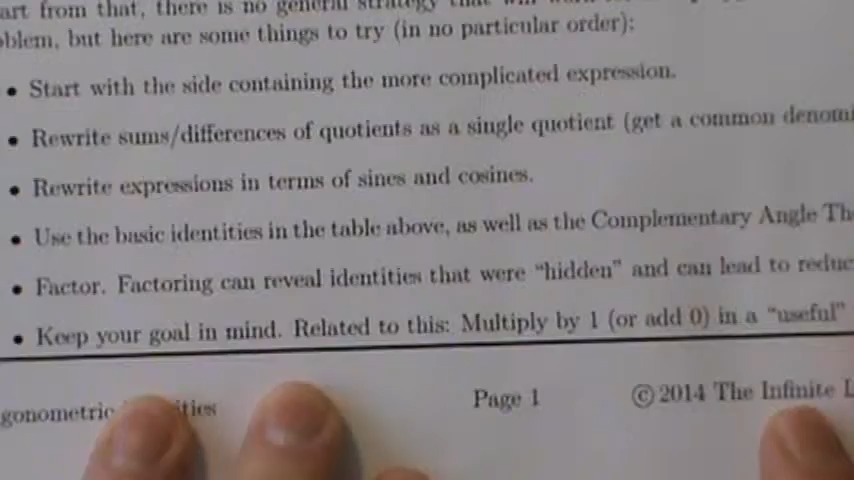 art from that, there is no general strategy that will
oblem, but here are some things to try (in no particular order):
• Start with the side containing the more complicated expression.
• Rewrite sums/differences of quotients as a single quotient (get a common denomi
• Rewrite expressions in terms of sines and cosines.
• Use the basic identities in the table above, as well as the Complementary Angle Th
• Factor. Factoring can reveal identities that were “hidden” and can lead to reduc
• Keep your goal in mind. Related to this: Multiply by 1 (or add 0) in a “useful”
gonometric ities Page 1 © 2014 The Infinite L